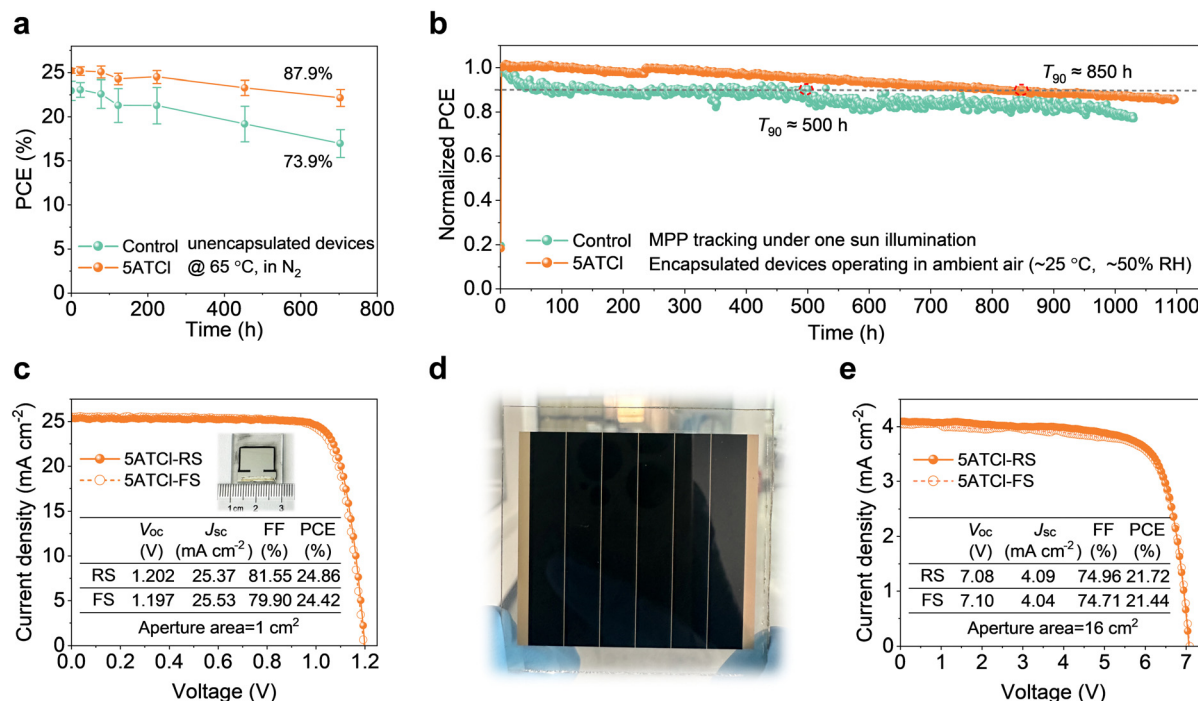 a
PCE (%)
25
20
15
10
5
0
87.9%
73.9%
Control unencapsulated devices
5ATCl @ 65 °C, in N₂
0 200 400 600 800
Time (h)
b
Normalized PCE
1.0
0.8
0.6
0.4
0.2
0.0
T₉₀ ≈ 850 h
T₉₀ ≈ 500 h
Control MPP tracking under one sun illumination
5ATCl Encapsulated devices operating in ambient air (~25 °C, ~50% RH)
0 100 200 300 400 500 600 700 800 900 1000 1100
Time (h)
c
Current density (mA cm⁻²)
25
20
15
10
5
0
5ATCl-RS
5ATCl-FS
1cm 2 3
Voc Jsc FF PCE
(V) (mA cm⁻²) (%) (%)
RS 1.202 25.37 81.55 24.86
FS 1.197 25.53 79.90 24.42
Aperture area=1 cm²
0.0 0.2 0.4 0.6 0.8 1.0 1.2
Voltage (V)
d
e
Current density (mA cm⁻²)
4
3
2
1
0
5ATCl-RS
5ATCl-FS
Voc Jsc FF PCE
(V) (mA cm⁻²) (%) (%)
RS 7.08 4.09 74.96 21.72
FS 7.10 4.04 74.71 21.44
Aperture area=16 cm²
0 1 2 3 4 5 6 7
Voltage (V)